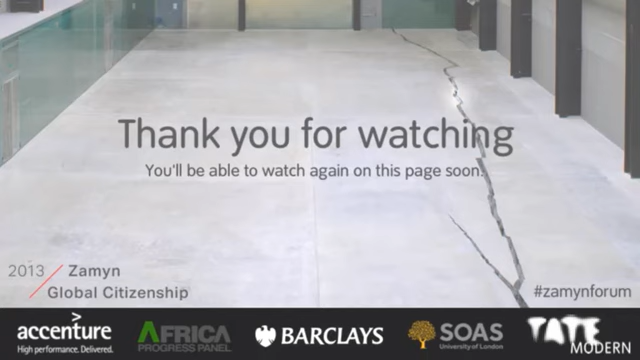 Thank you for watching
You'll be able to watch again on this page soon.
2013 / Zamyn
Global Citizenship
#zamynforum
accenture
High performance. Delivered.
AFRICA
PROGRESS PANEL
BARCLAYS
SOAS
University of London
TATE
MODERN